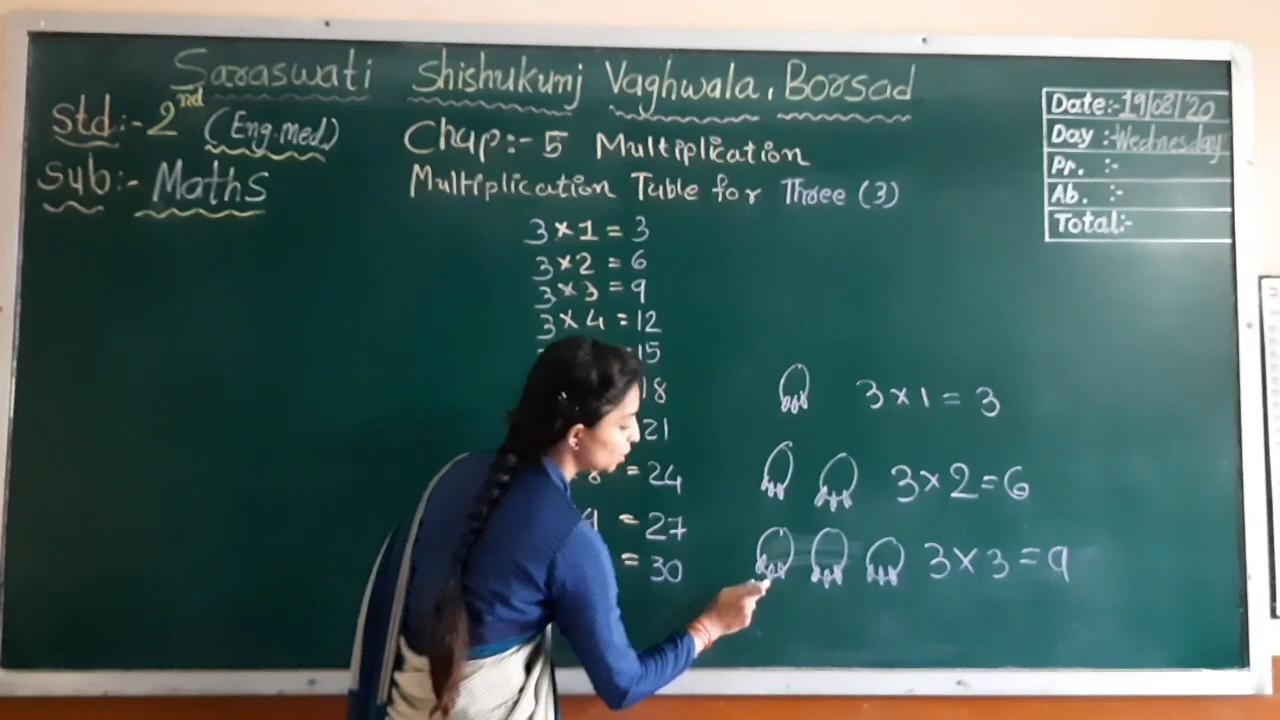 Saraswati Shishukunj Vaghwala, Borsad
Std:- 2nd (Eng.med)
Sub:- Maths
Chap:- 5 Multiplication
Multiplication Table for Three (3)
Date:- 19/08/'20
Day :- Wednesday
Pr. :-
Ab. :-
Total:-
3×1=3
3×2=6
3×3=9
3×4=12
15
18
21
8 =24
=27
=30
3×1=3
3×2=6
3×3=9